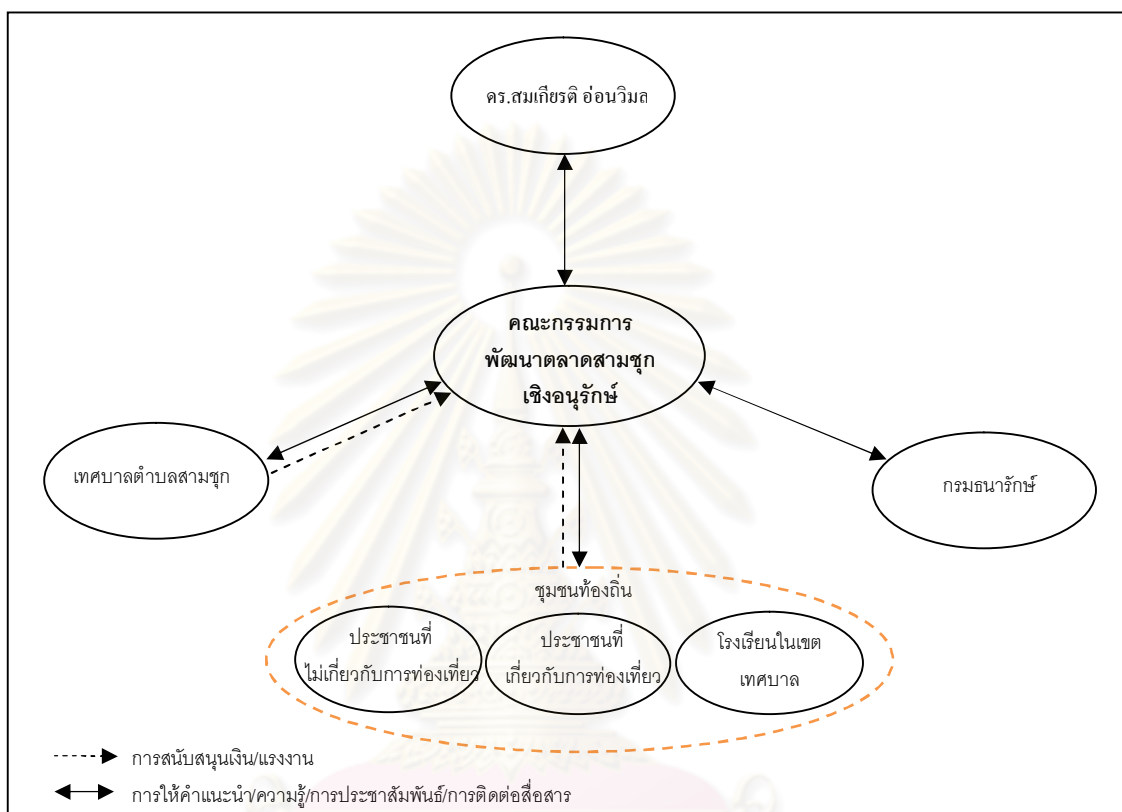 ดร.สมเกียรติ อ่อนวิมล
คณะกรรมการ
พัฒนาตลาดสามชุก
เชิงอนุรักษ์
เทศบาลตำบลสามชุก
กรมธนารักษ์
ชุมชนท้องถิ่น
ประชาชนที่
ไม่เกี่ยวกับการท่องเที่ยว
ประชาชนที่
เกี่ยวกับการท่องเที่ยว
โรงเรียนในเขต
เทศบาล
การสนับสนุนเงิน/แรงงาน
การให้คำแนะนำ/ความรู้/การประชาสัมพันธ์/การติดต่อสื่อสาร